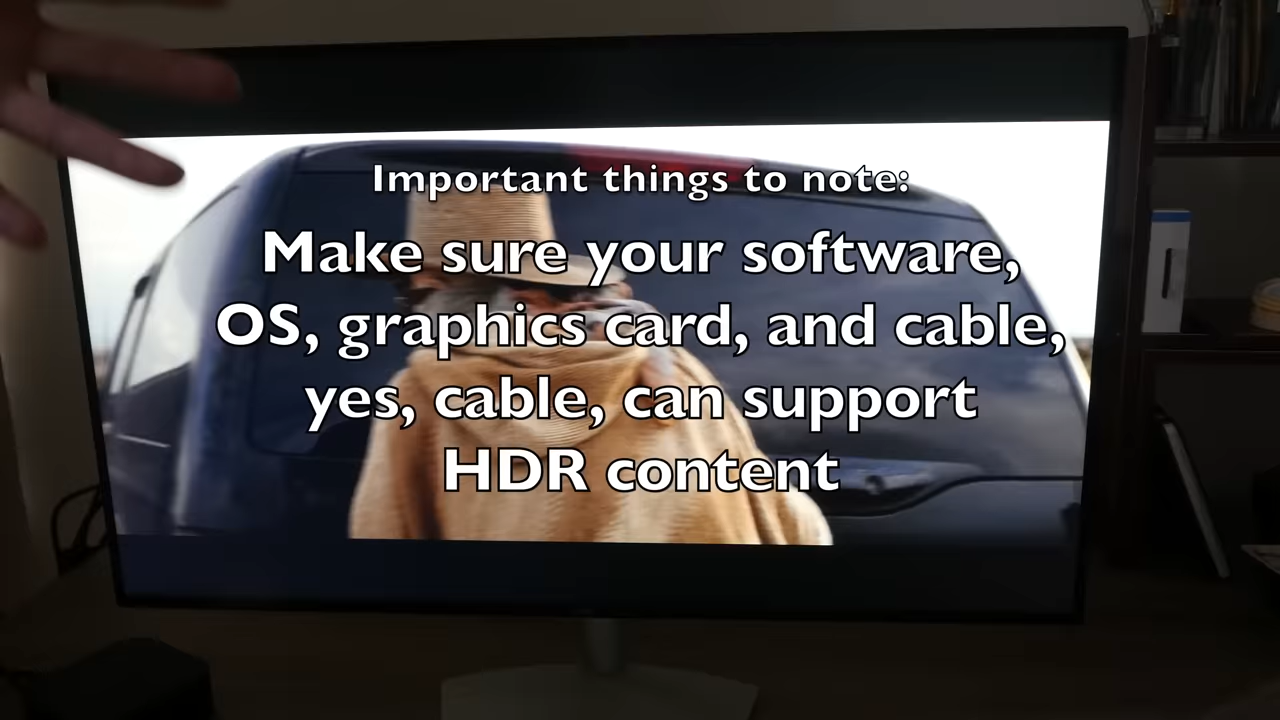 Important things to note:
Make sure your software,
OS, graphics card, and cable,
yes, cable, can support
HDR content